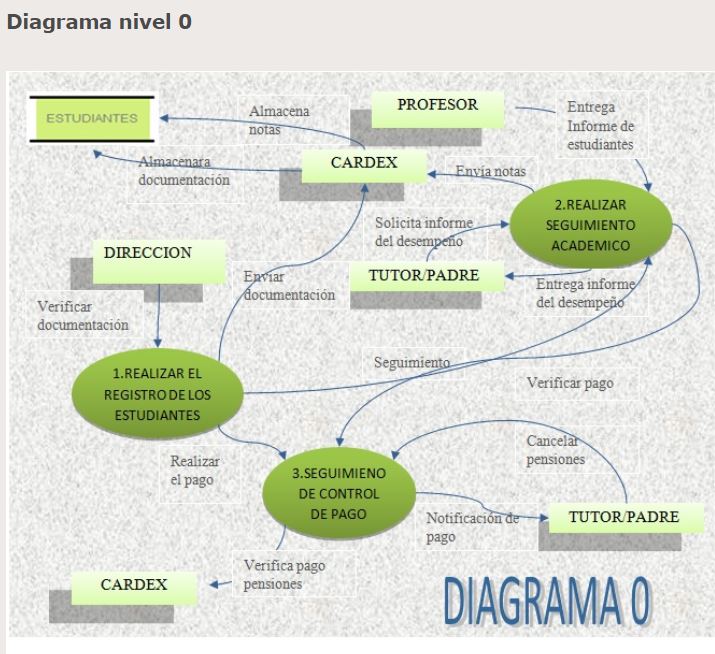 Diagrama nivel 0
ESTUDIANTES
Almacena
notas
PROFESOR
Entrega
Informe de
estudiantes
Almacenara
documentación
CARDEX
Envía notas
2.REALIZAR
SEGUIMIENTO
ACADEMICO
Solicita informe
del desempeño
DIRECCION
Enviar
documentación
TUTOR/PADRE
Entrega informe
del desempeño
Verificar
documentación
1.REALIZAR EL
REGISTRO DE LOS
ESTUDIANTES
Seguimiento
Verificar pago
Realizar
el pago
3.SEGUIMIENO
DE CONTROL
DE PAGO
Cancelar
pensiones
Notificación de
pago
TUTOR/PADRE
Verifica pago
pensiones
CARDEX
DIAGRAMA 0